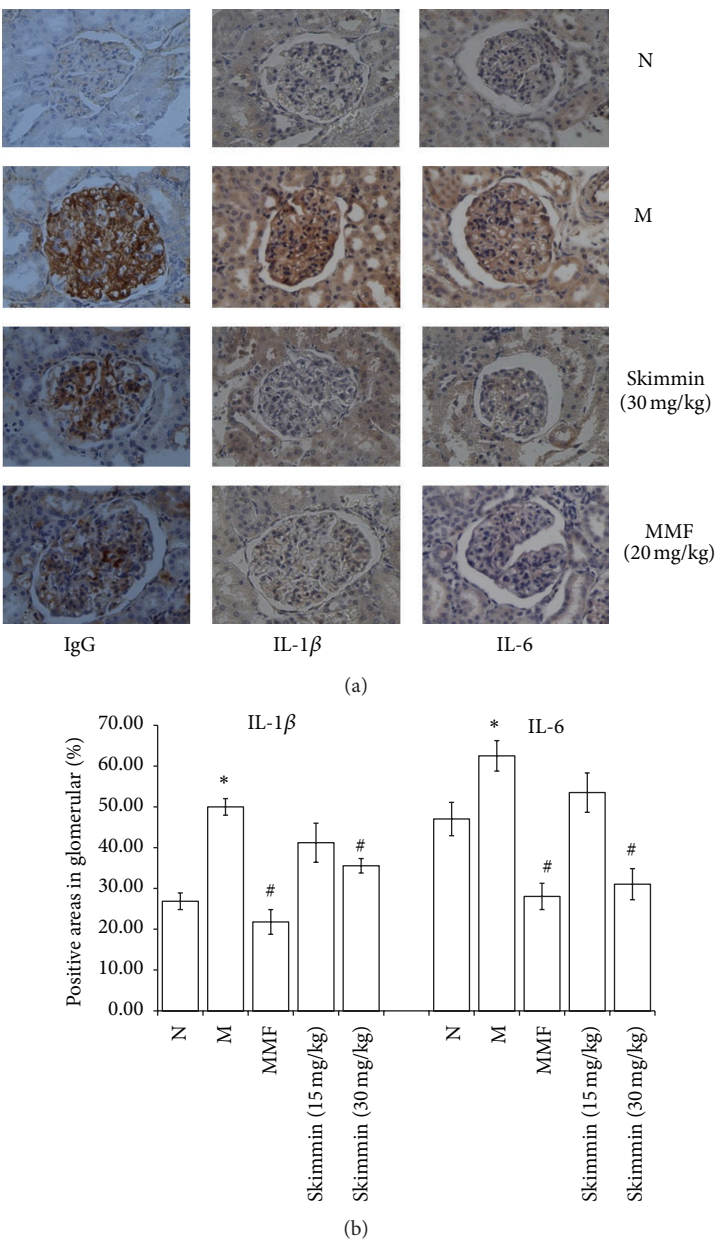 N
M
Skimmin
(30 mg/kg)
MMF
(20 mg/kg)
IgG
IL-1β
IL-6
(a)
Positive areas in glomerular (%)
70.00
60.00
50.00
40.00
30.00
20.00
10.00
0.00
IL-1β
IL-6
*
#
#
*
#
#
N
M
MMF
Skimmin (15 mg/kg)
Skimmin (30 mg/kg)
N
M
MMF
Skimmin (15 mg/kg)
Skimmin (30 mg/kg)
(b)